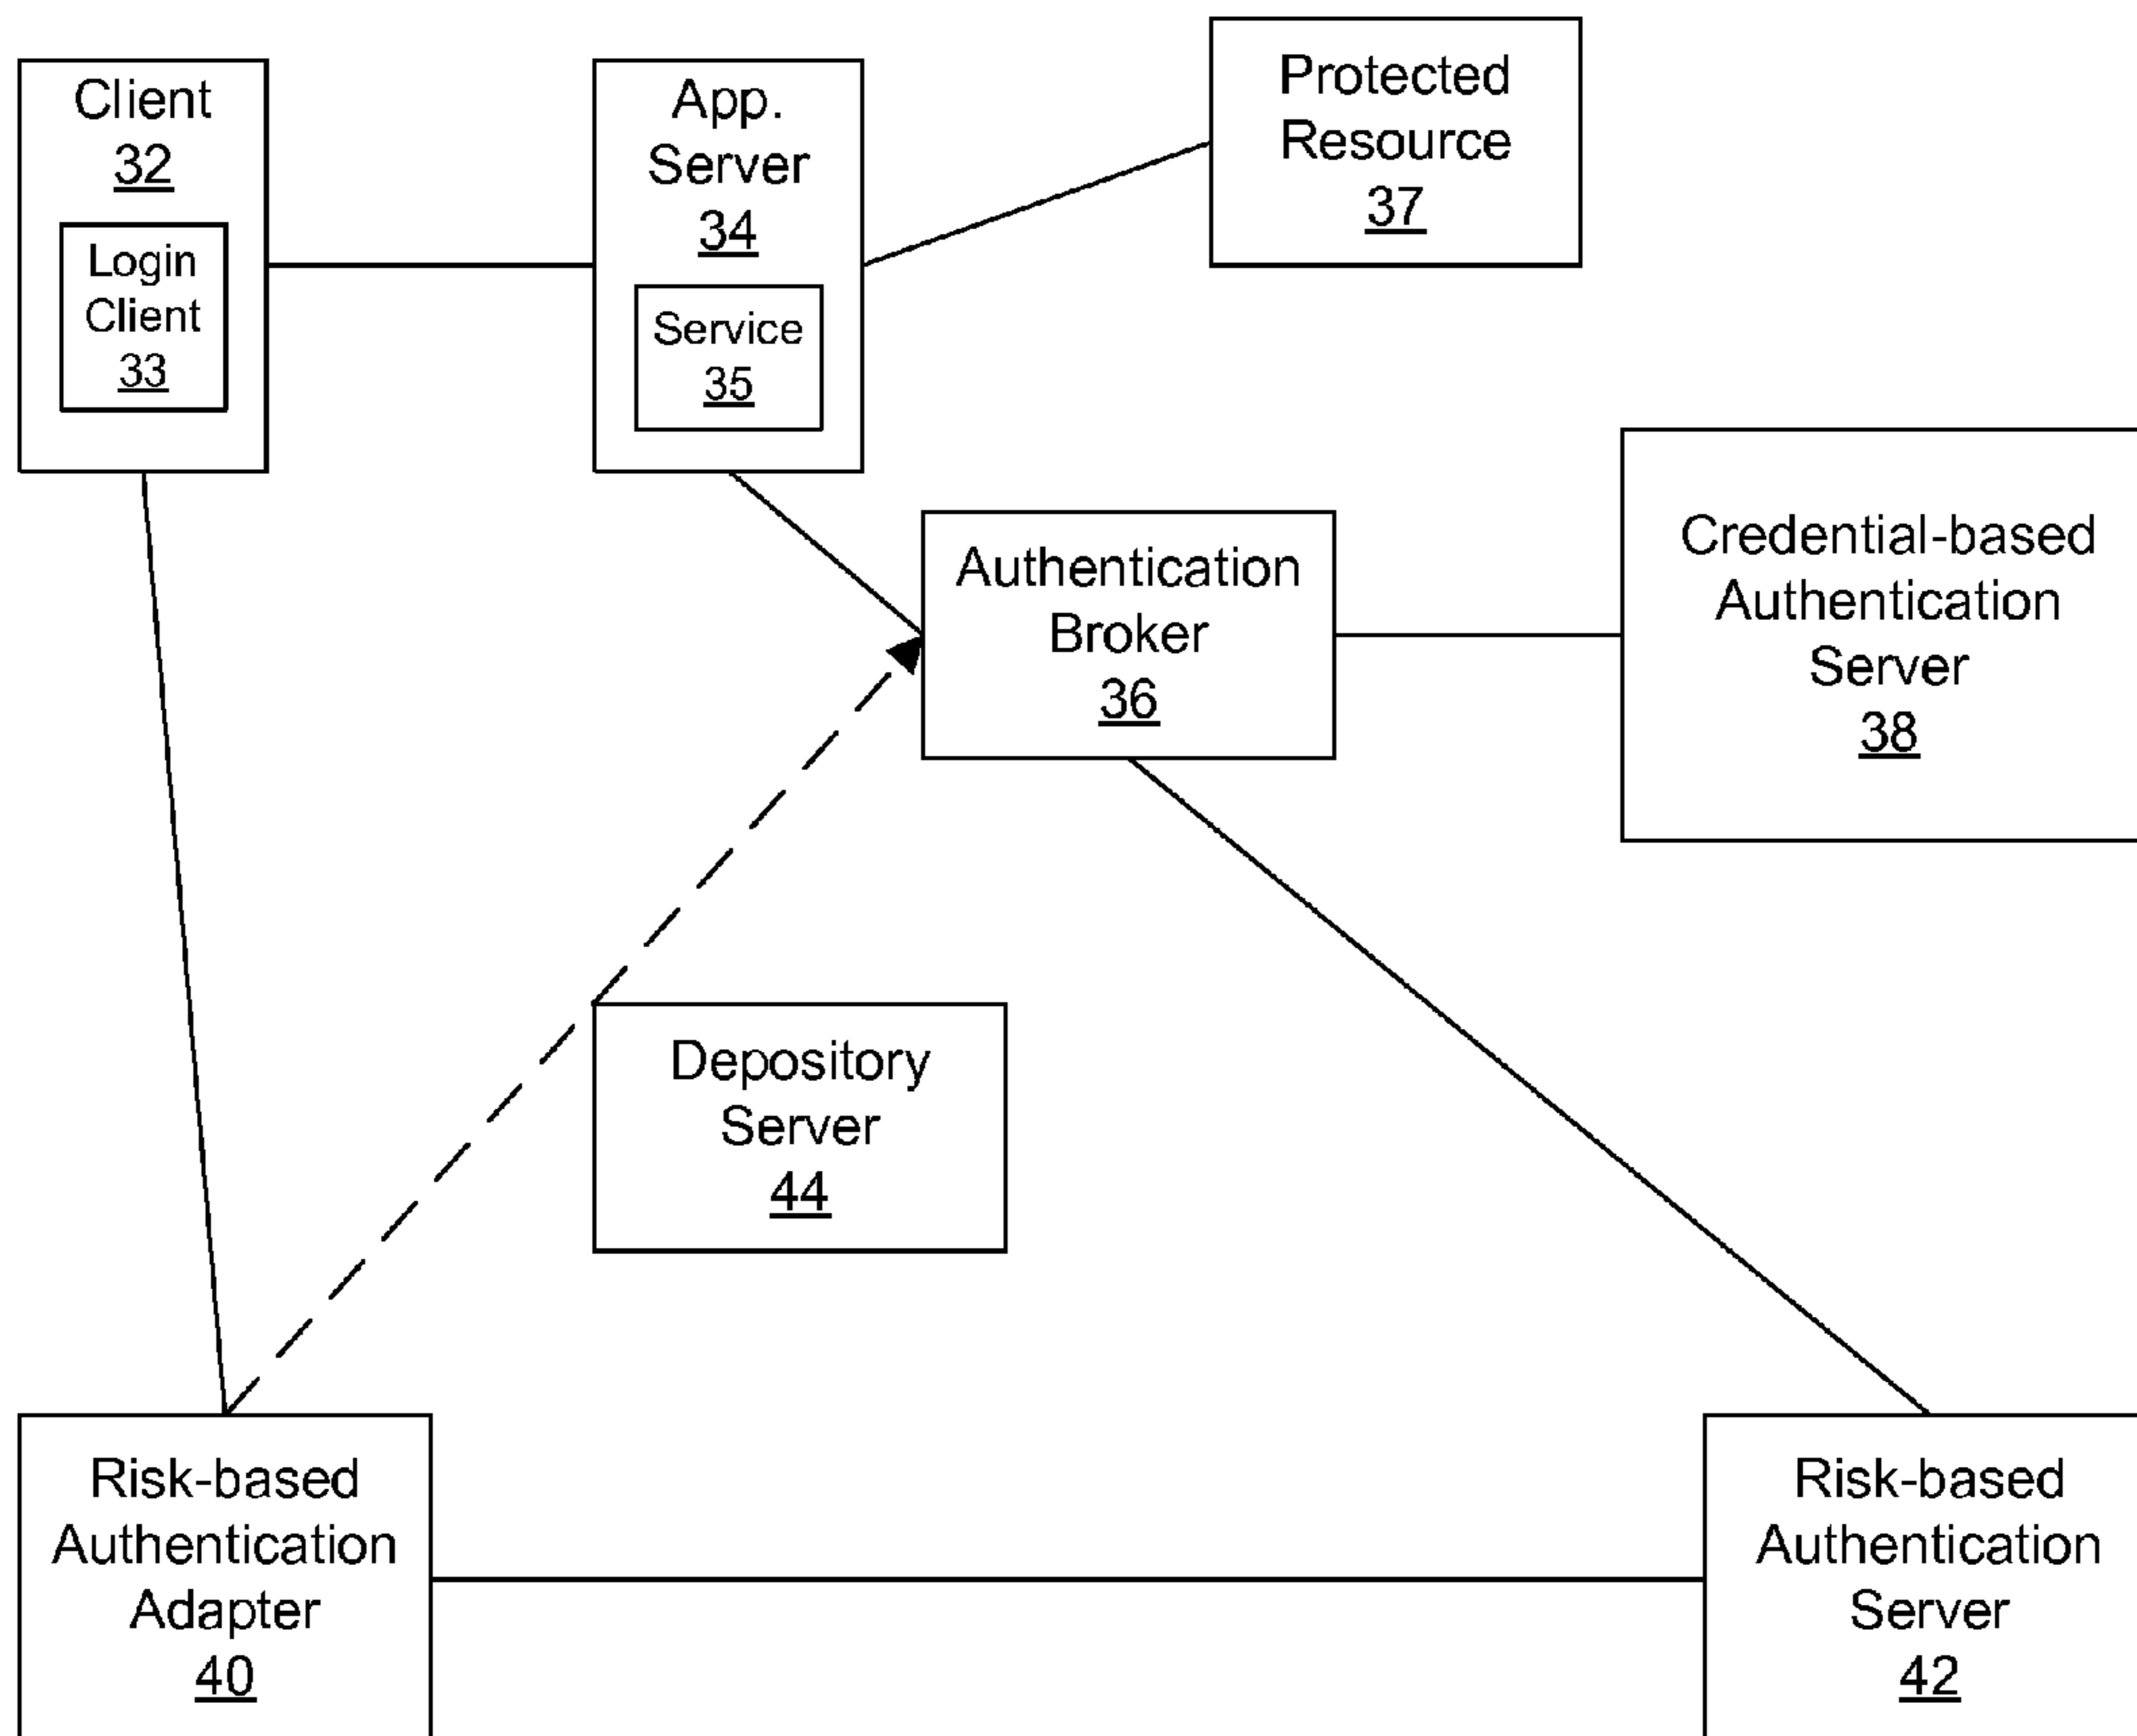 Client
32
Login
Client
33
App.
Server
34
Service
35
Protected
Resource
37
Authentication
Broker
36
Credential-based
Authentication
Server
38
Depository
Server
44
Risk-based
Authentication
Adapter
40
Risk-based
Authentication
Server
42